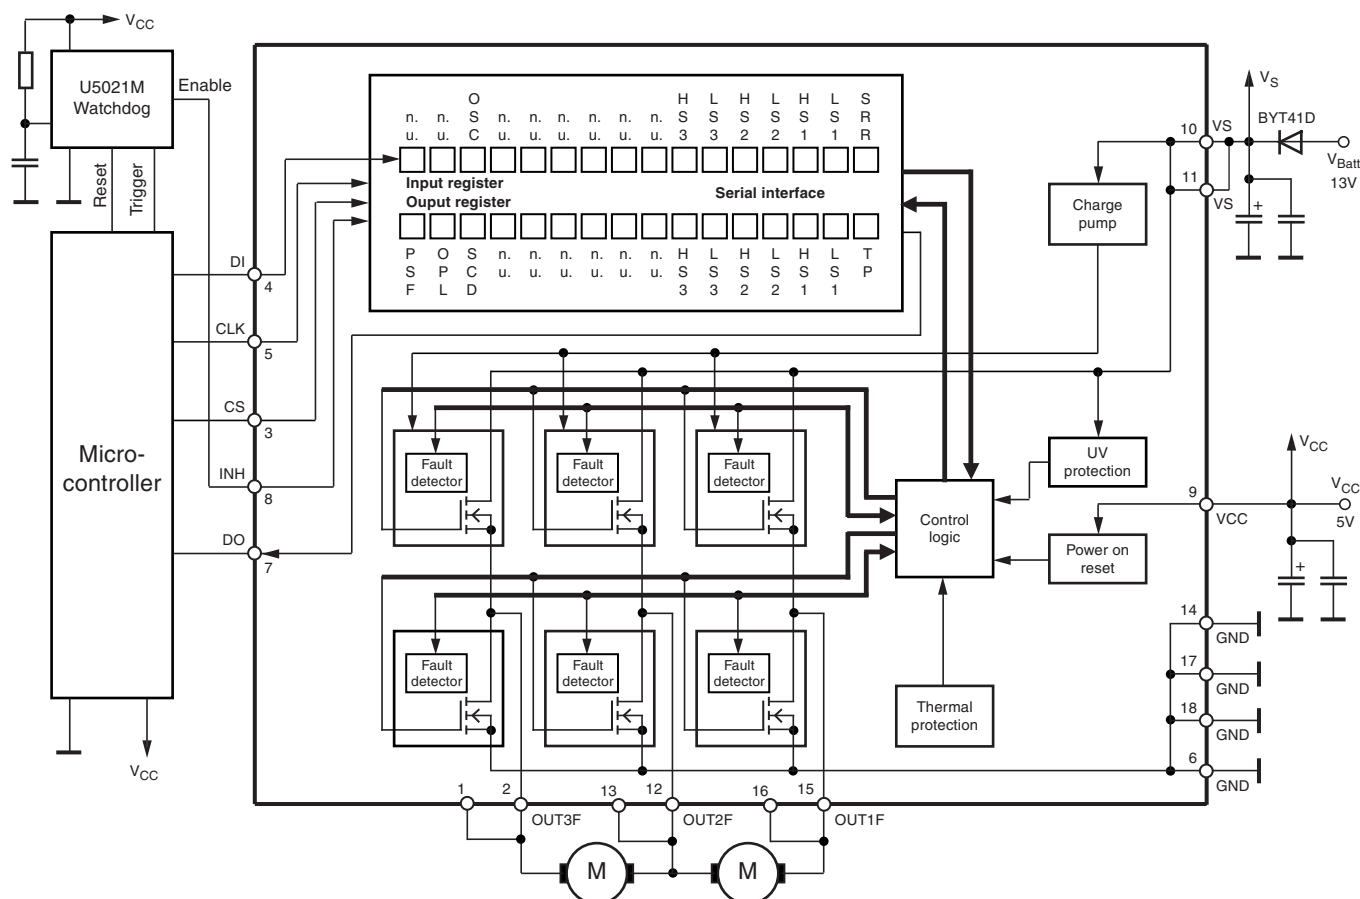 VCC
U5021M
Watchdog
Enable
Reset
Trigger
Micro-
controller
VCC
DI
4
CLK
5
CS
3
INH
8
DO
7
n.
u.
n.
u.
O
S
C
n.
u.
n.
u.
n.
u.
n.
u.
n.
u.
n.
u.
H
S
3
L
S
3
H
S
2
L
S
2
H
S
1
L
S
1
S
R
R
Input register
Ouput register
Serial interface
P
S
F
O
P
L
S
C
D
n.
u.
n.
u.
n.
u.
n.
u.
n.
u.
n.
u.
H
S
3
L
S
3
H
S
2
L
S
2
H
S
1
L
S
1
T
P
Charge
pump
10
VS
11
VS
VS
BYT41D
VBatt
13V
+
Fault
detector
Fault
detector
Fault
detector
Control
logic
UV
protection
Power on
reset
9
VCC
VCC
VCC
5V
+
Fault
detector
Fault
detector
Fault
detector
Thermal
protection
14
GND
17
GND
18
GND
6
GND
1
2
OUT3F
13
12
OUT2F
16
15
OUT1F
M
M